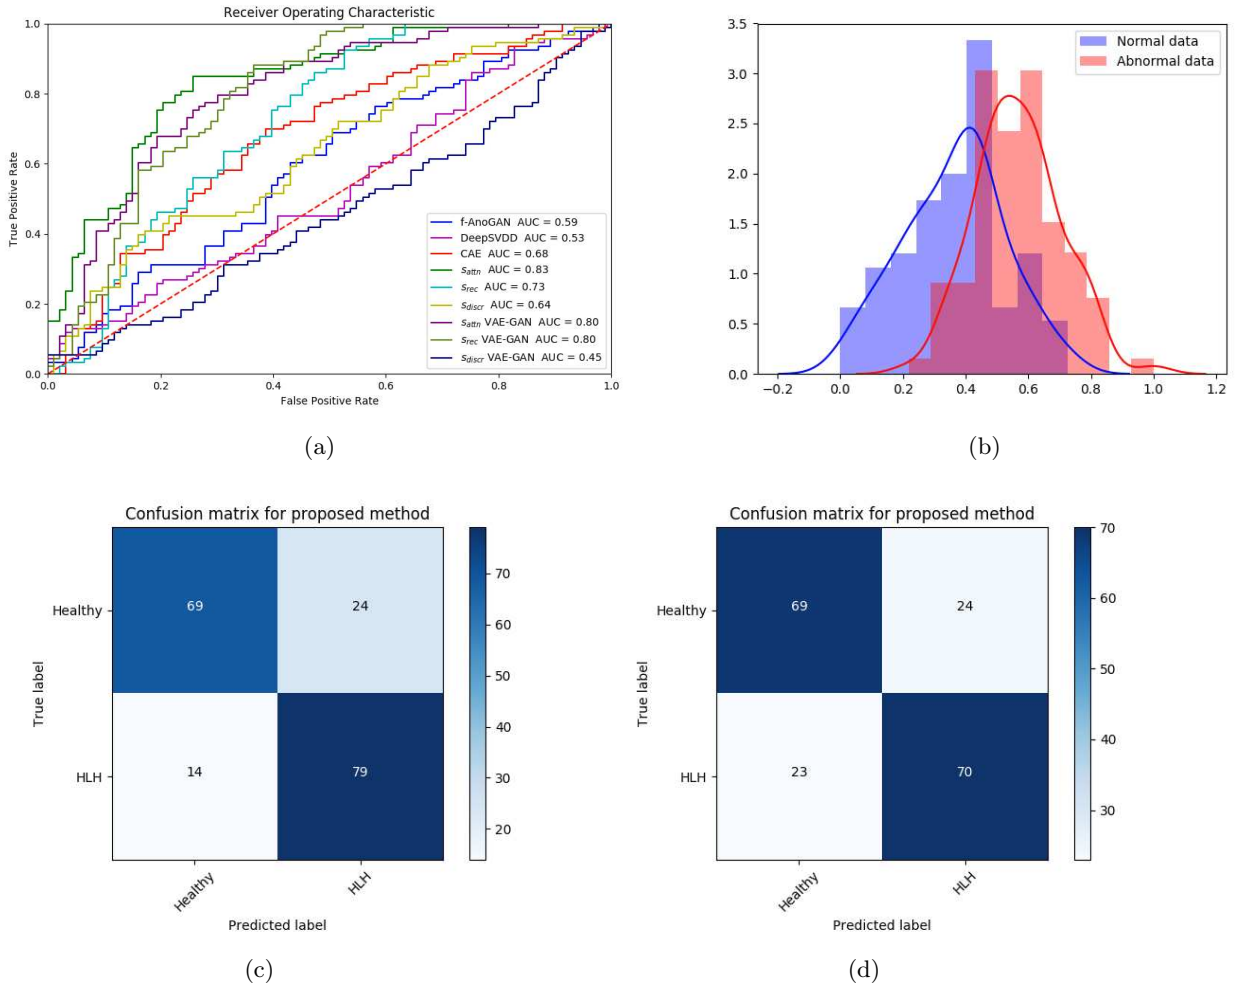 Receiver Operating Characteristic
1.0
0.8
0.6
0.4
0.2
0.0
True Positive Rate
0.0 0.2 0.4 0.6 0.8 1.0
False Positive Rate
f-AnoGAN AUC = 0.59
DeepSVDD AUC = 0.53
CAE AUC = 0.68
s_attn AUC = 0.83
s_rec AUC = 0.73
s_discr AUC = 0.64
s_attn VAE-GAN AUC = 0.80
s_rec VAE-GAN AUC = 0.80
s_discr VAE-GAN AUC = 0.45
(a)
3.5
3.0
2.5
2.0
1.5
1.0
0.5
0.0
−0.2 0.0 0.2 0.4 0.6 0.8 1.0 1.2
Normal data
Abnormal data
(b)
Confusion matrix for proposed method
True label
Healthy
HLH
69 24
14 79
Healthy HLH
Predicted label
70
60
50
40
30
20
(c)
Confusion matrix for proposed method
True label
Healthy
HLH
69 24
23 70
Healthy HLH
Predicted label
70
60
50
40
30
(d)